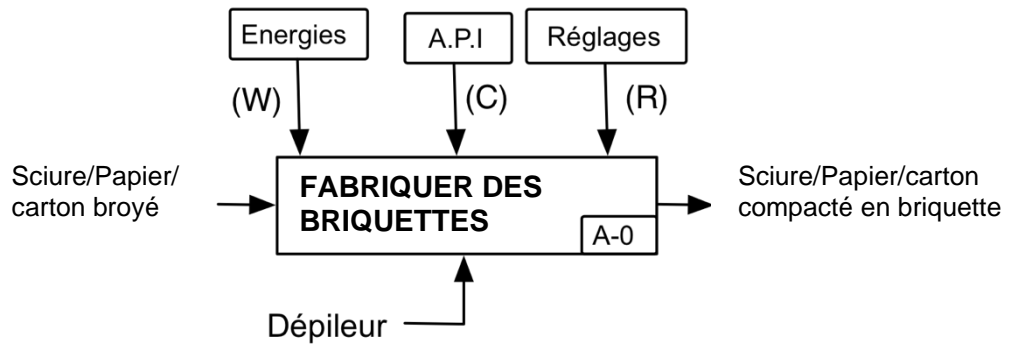 Energies
A.P.I
Réglages
(W)
(C)
(R)
Sciure/Papier/
carton broyé
FABRIQUER DES
BRIQUETTES
A-0
Sciure/Papier/carton
compacté en briquette
Dépileur